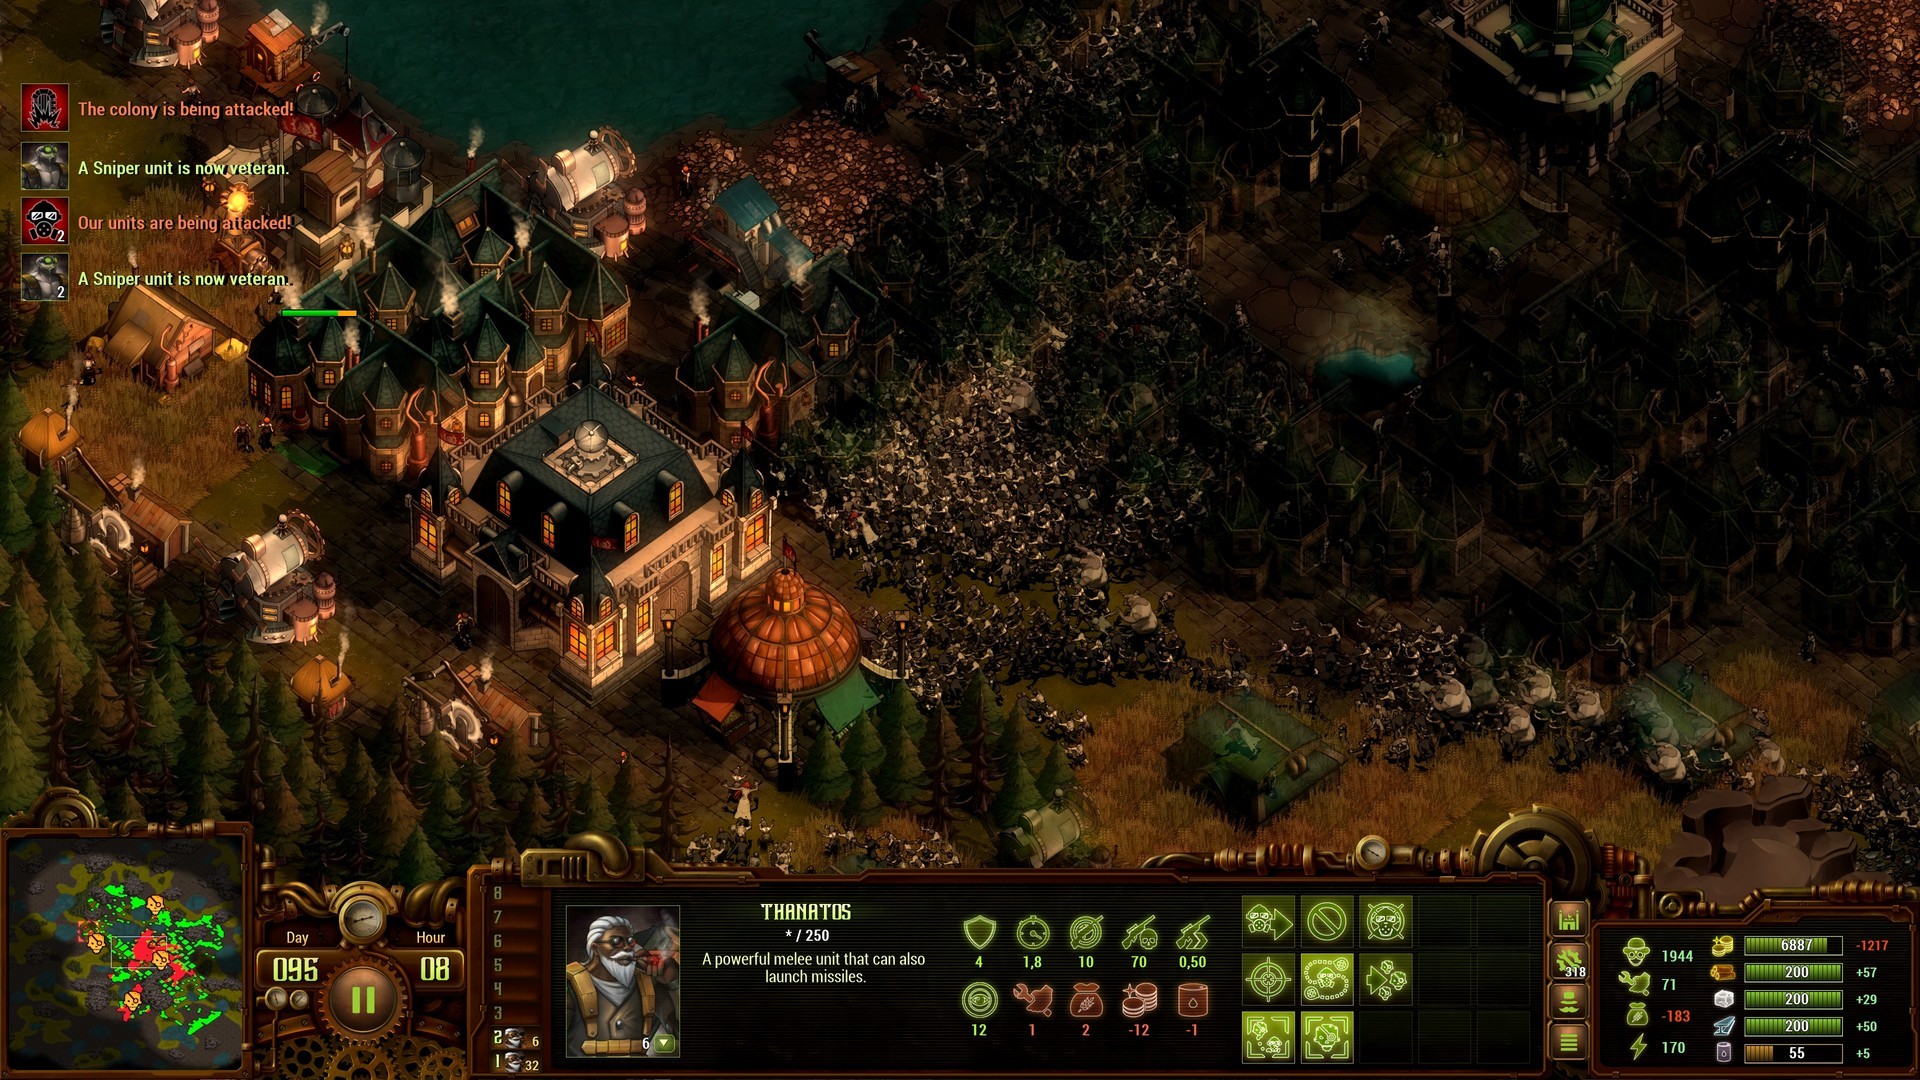 The colony is being attacked!
A Sniper unit is now veteran.
2
Our units are being attacked!
2
A Sniper unit is now veteran.
Day
Hour
095
08
8
7
6
5
4
3
2 6
1 32
6
THANATOS
* / 250
A powerful melee unit that can also
launch missiles.
4 1,8 10 70 0,50
12 1 2 -12 -1
318
1944 6887 -1217
200 +57
71 200 +29
-183 200 +50
170 55 +5